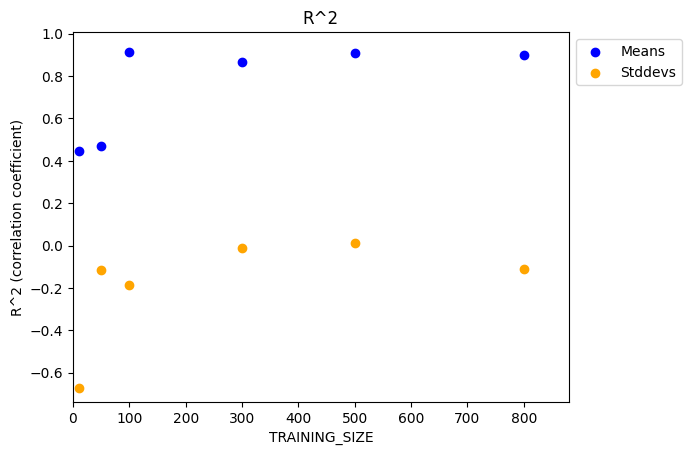 R^2
1.0
0.8
0.6
0.4
0.2
0.0
−0.2
−0.4
−0.6
R^2 (correlation coefficient)
0 100 200 300 400 500 600 700 800
TRAINING_SIZE
Means
Stddevs